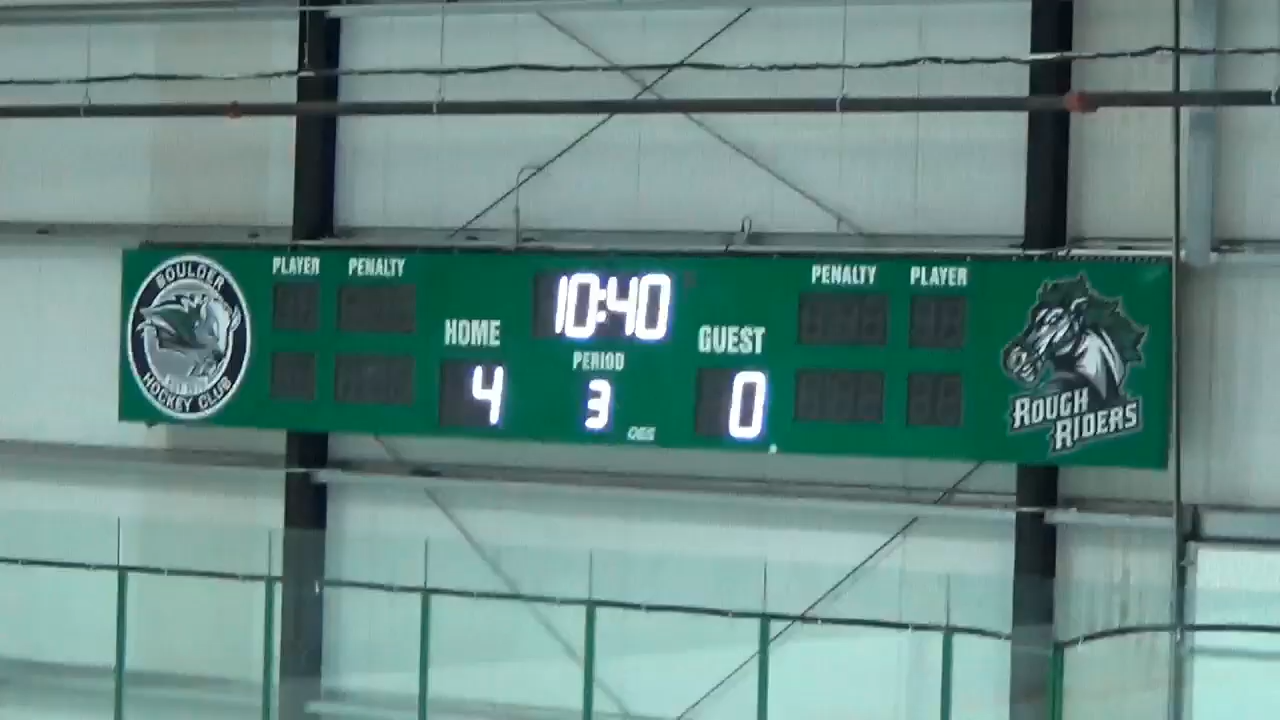 BOULDER
HOCKEY CLUB
PLAYER PENALTY
10:40
HOME
PERIOD
GUEST
4
3
0
PENALTY PLAYER
ROUGH
RIDERS